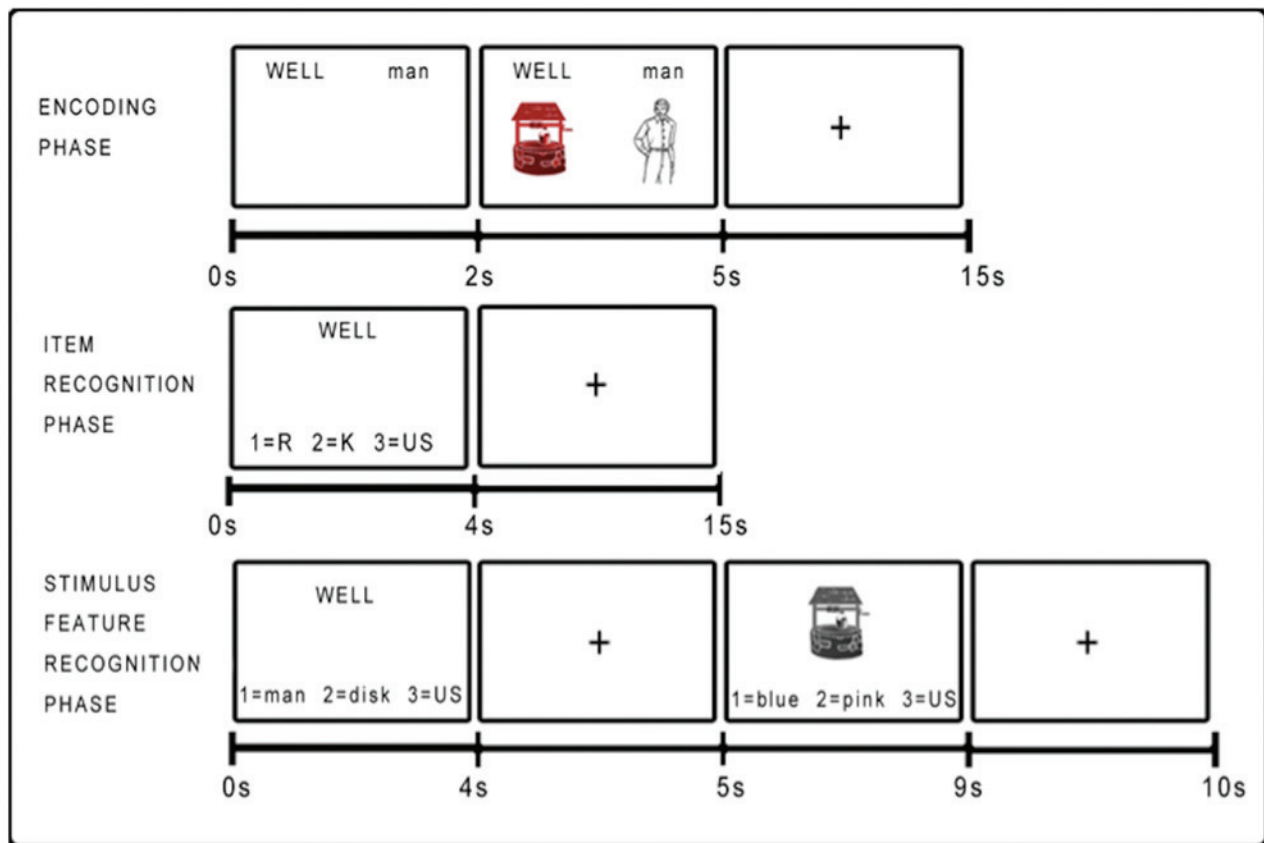 WELL man
WELL man
ENCODING
PHASE
+
0s 2s 5s 15s
WELL
ITEM
RECOGNITION
PHASE
+
1=R 2=K 3=US
0s 4s 15s
STIMULUS
FEATURE
RECOGNITION
PHASE
WELL
1=man 2=disk 3=US
+
1=blue 2=pink 3=US
+
0s 4s 5s 9s 10s